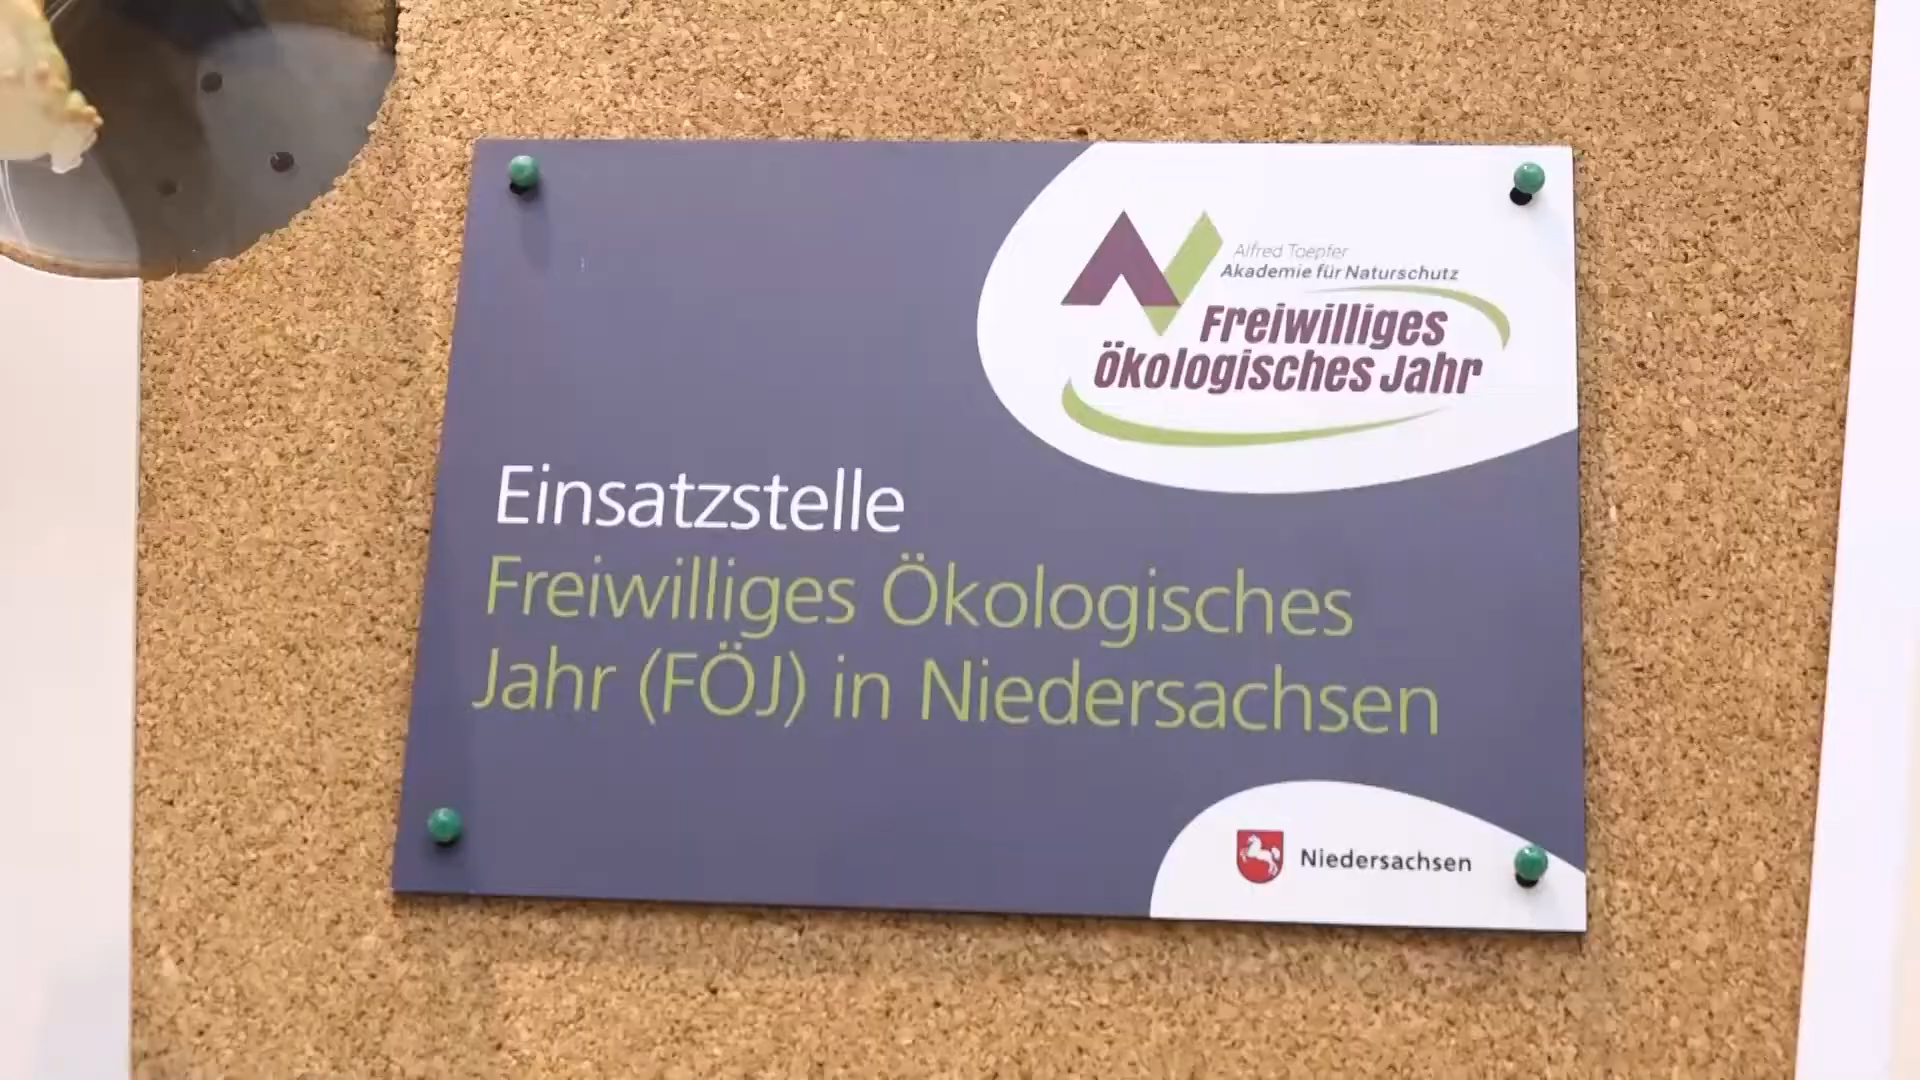 Alfred Toepfer
Akademie für Naturschutz
Freiwilliges
Ökologisches Jahr
Einsatzstelle
Freiwilliges Ökologisches
Jahr (FÖJ) in Niedersachsen
Niedersachsen